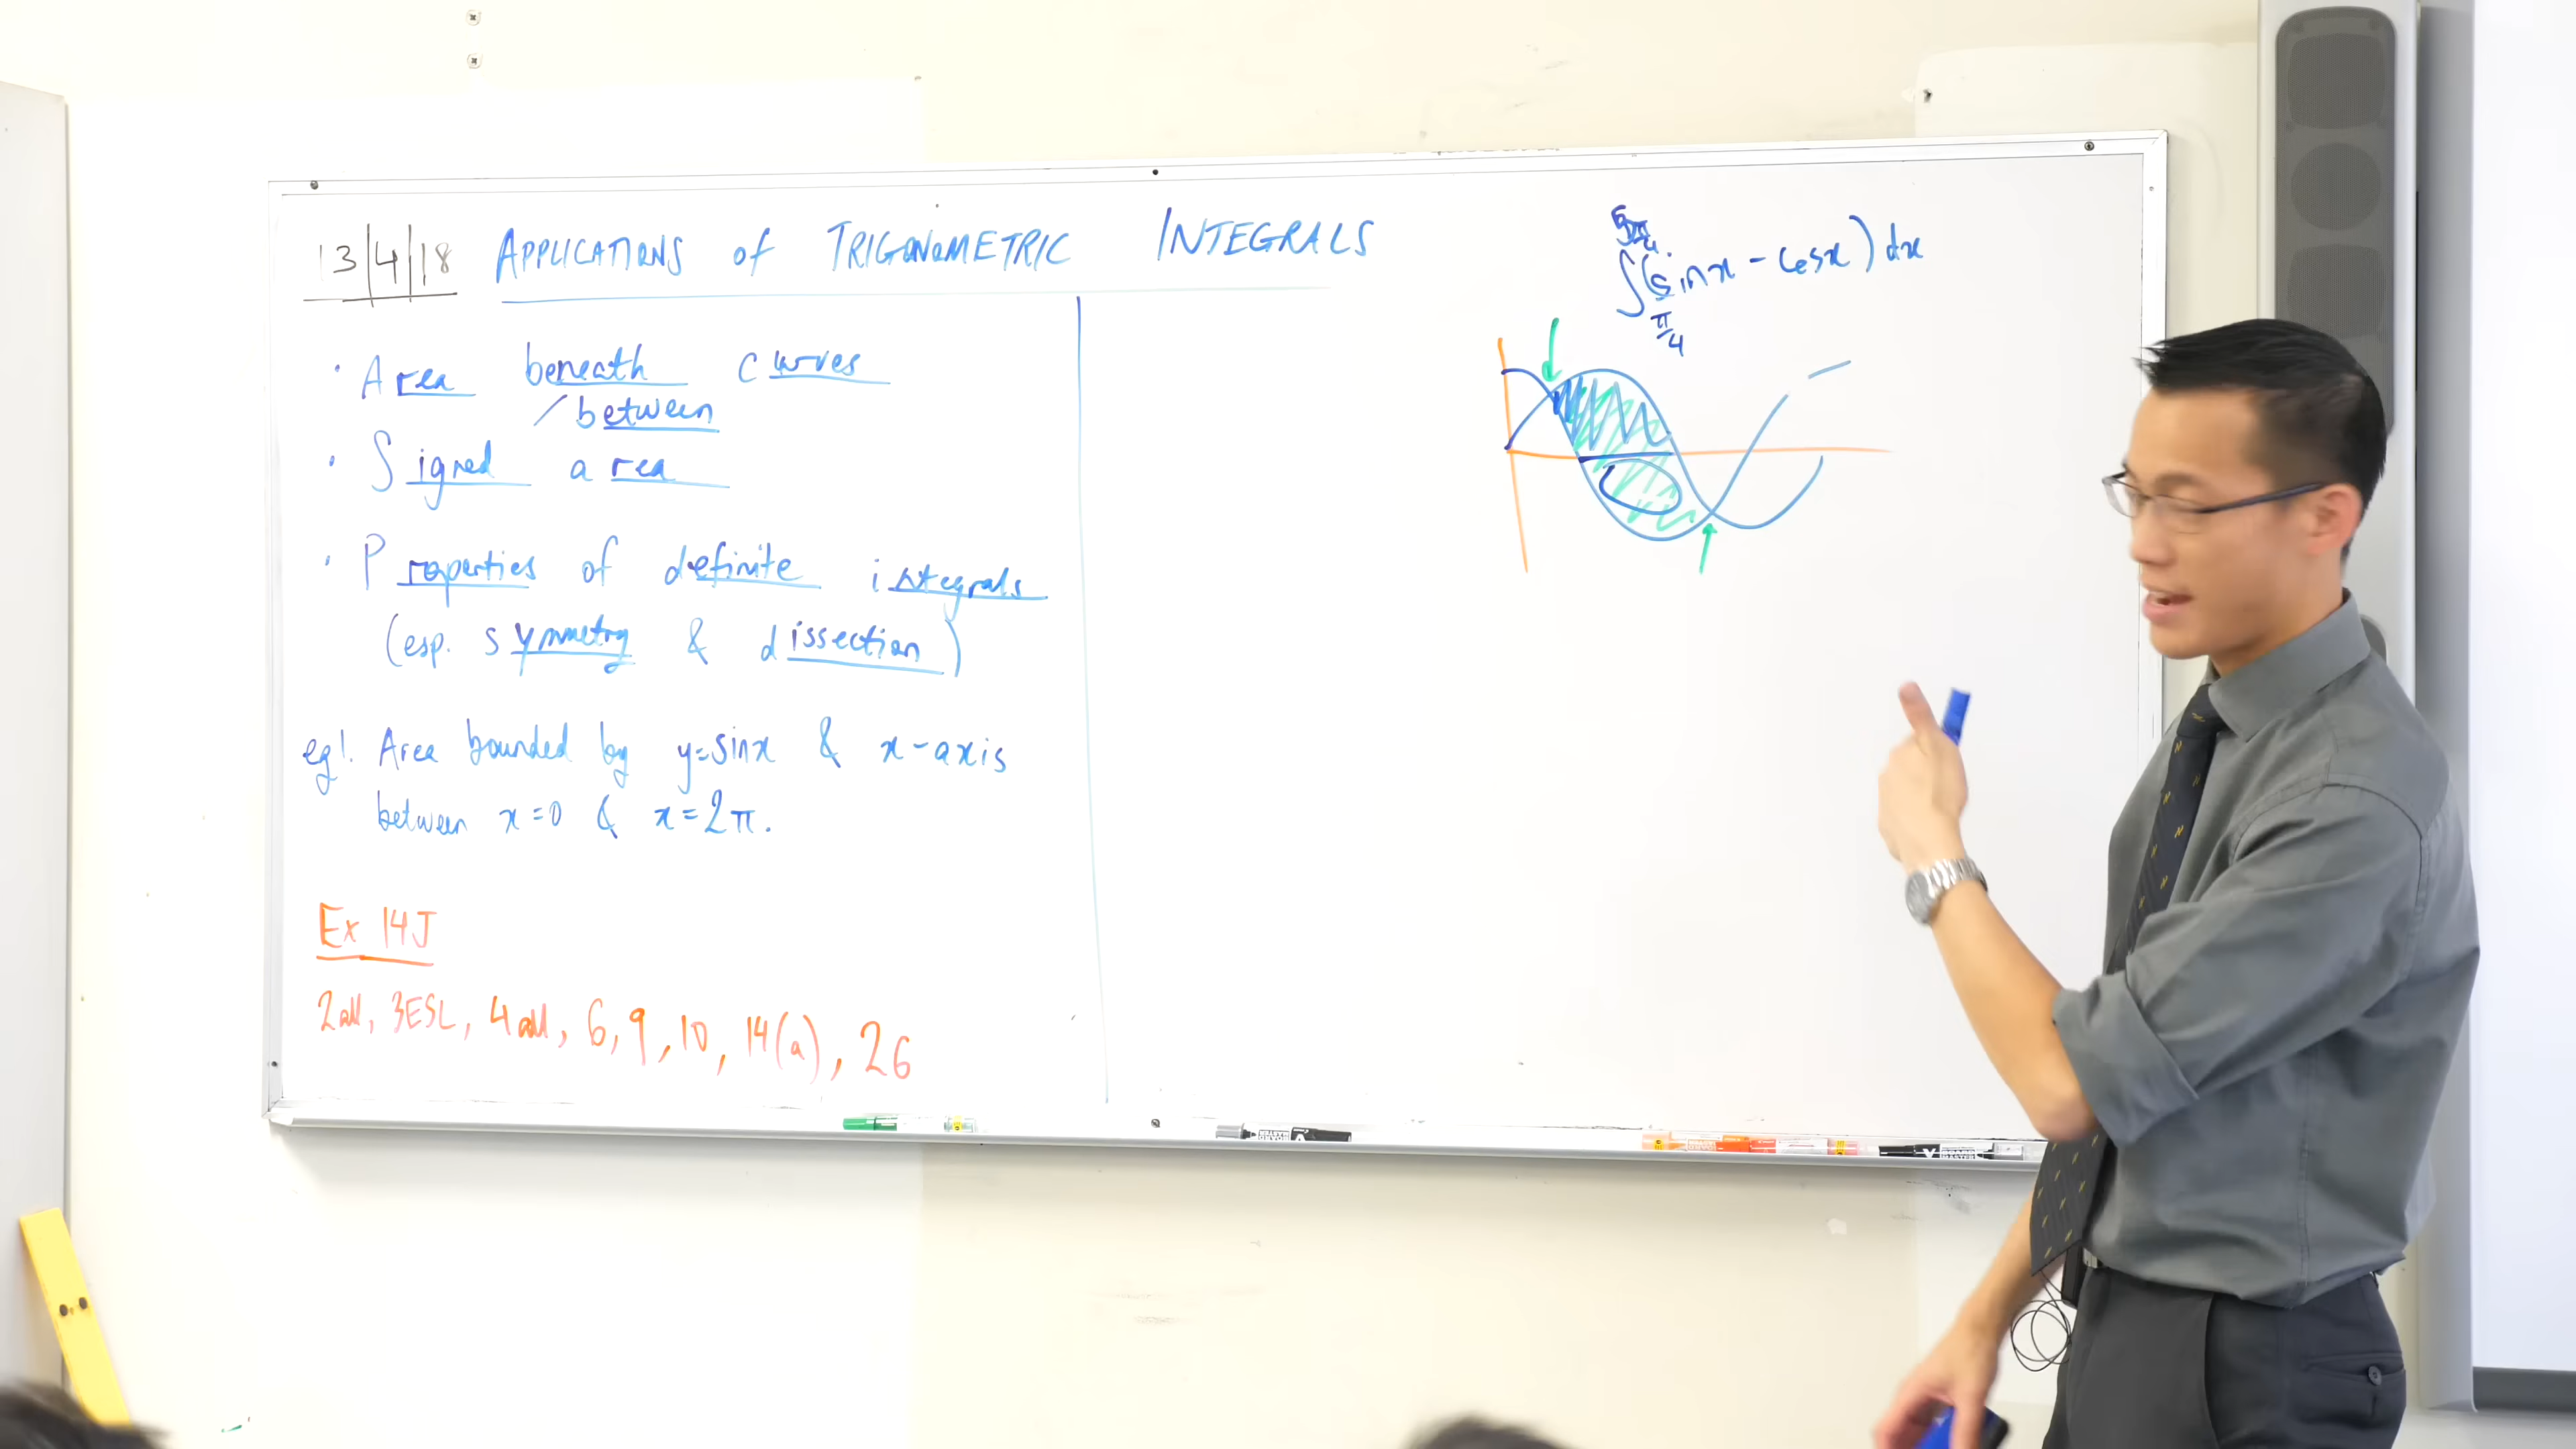 13/4/18 APPLICATIONS of TRIGONOMETRIC INTEGRALS
• Area beneath curves
/between
• Signed area
• Properties of definite integrals
(esp. symmetry & dissection)
eg1. Area bounded by y=sinx & x-axis
between x=0 & x=2π.
Ex 14J
2all, 3ESL, 4all, 6, 9, 10, 14(a), 26
5π/4
∫(sinx - cosx) dx
π/4